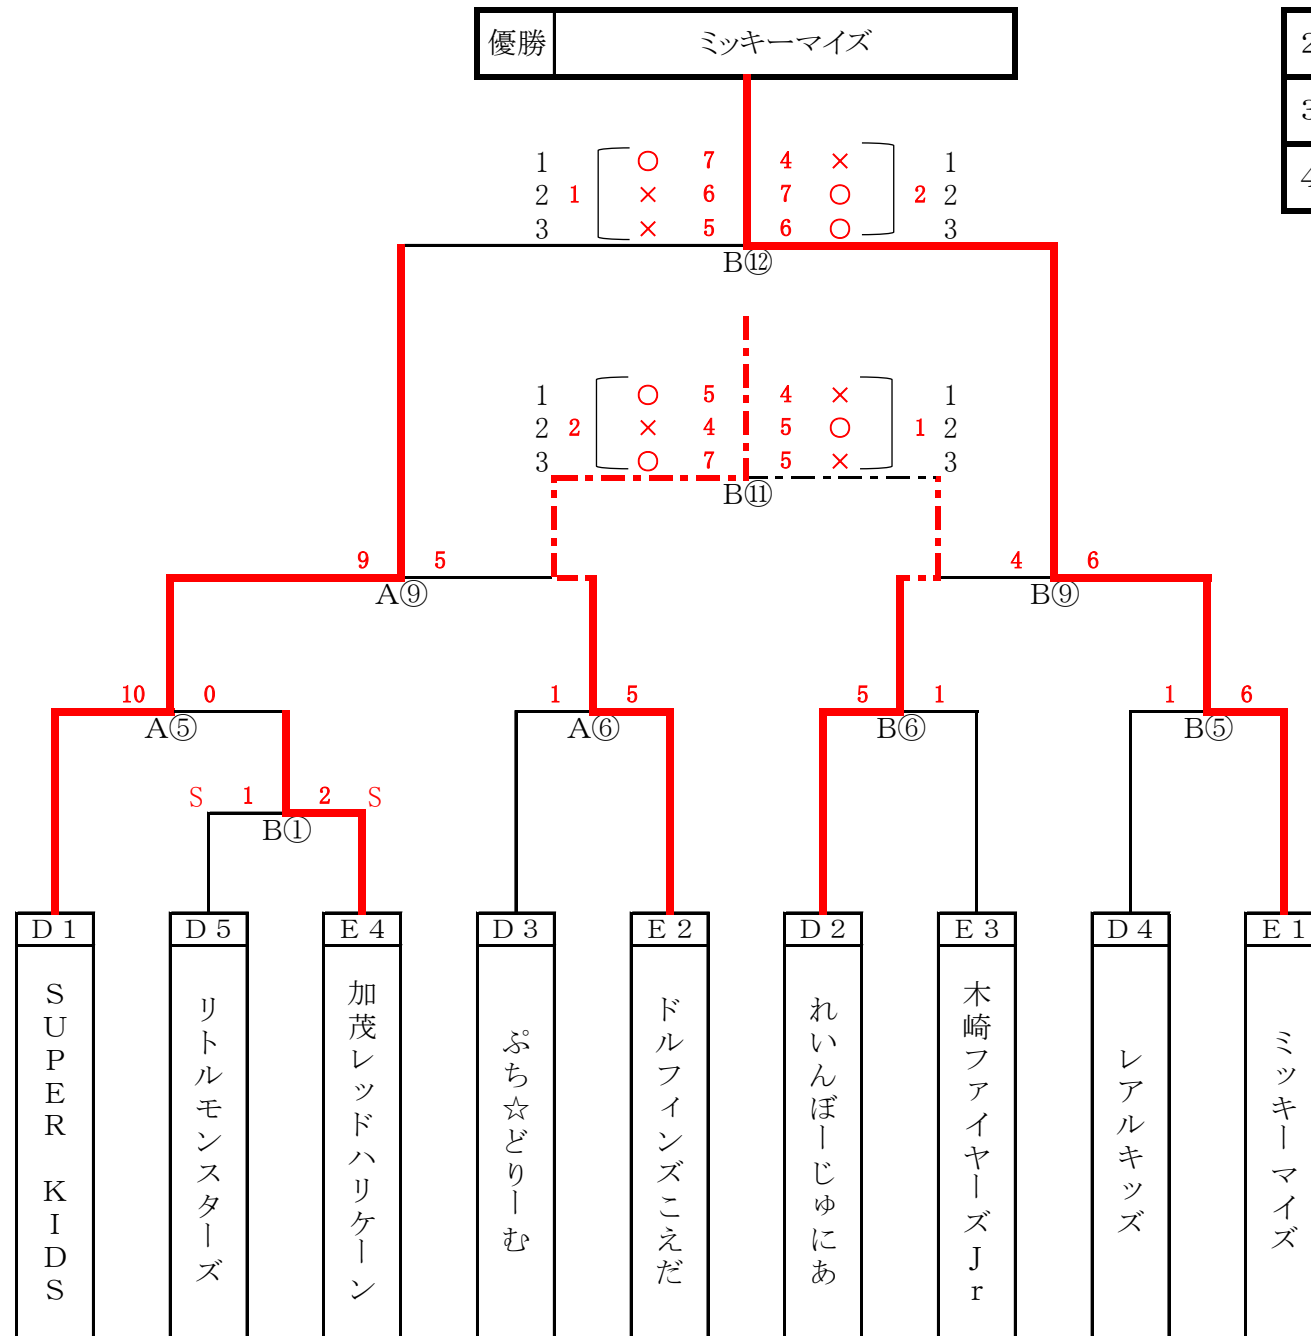 優勝 ミッキーマイズ
2
3
4
1 ○ 7 4 × 1
2 1 × 6 7 ○ 2 2
3 × 5 6 ○ 3
B⑫
1 ○ 5 4 × 1
2 2 × 4 5 ○ 1 2
3 ○ 7 5 × 3
B⑪
9 5 4 6
A⑨ B⑨
10 0 1 5 5 1 1 6
A⑤ A⑥ B⑥ B⑤
S 1 2 S
B①
D1 D5 E4 D3 E2 D2 E3 D4 E1
SUPER KIDS
リトルモンスターズ
加茂レッドハリケーン
ぷち☆どりーむ
ドルフィンズこえだ
れいんぼーじゅにあ
木崎ファイヤーズJr
レアルキッズ
ミッキーマイズ